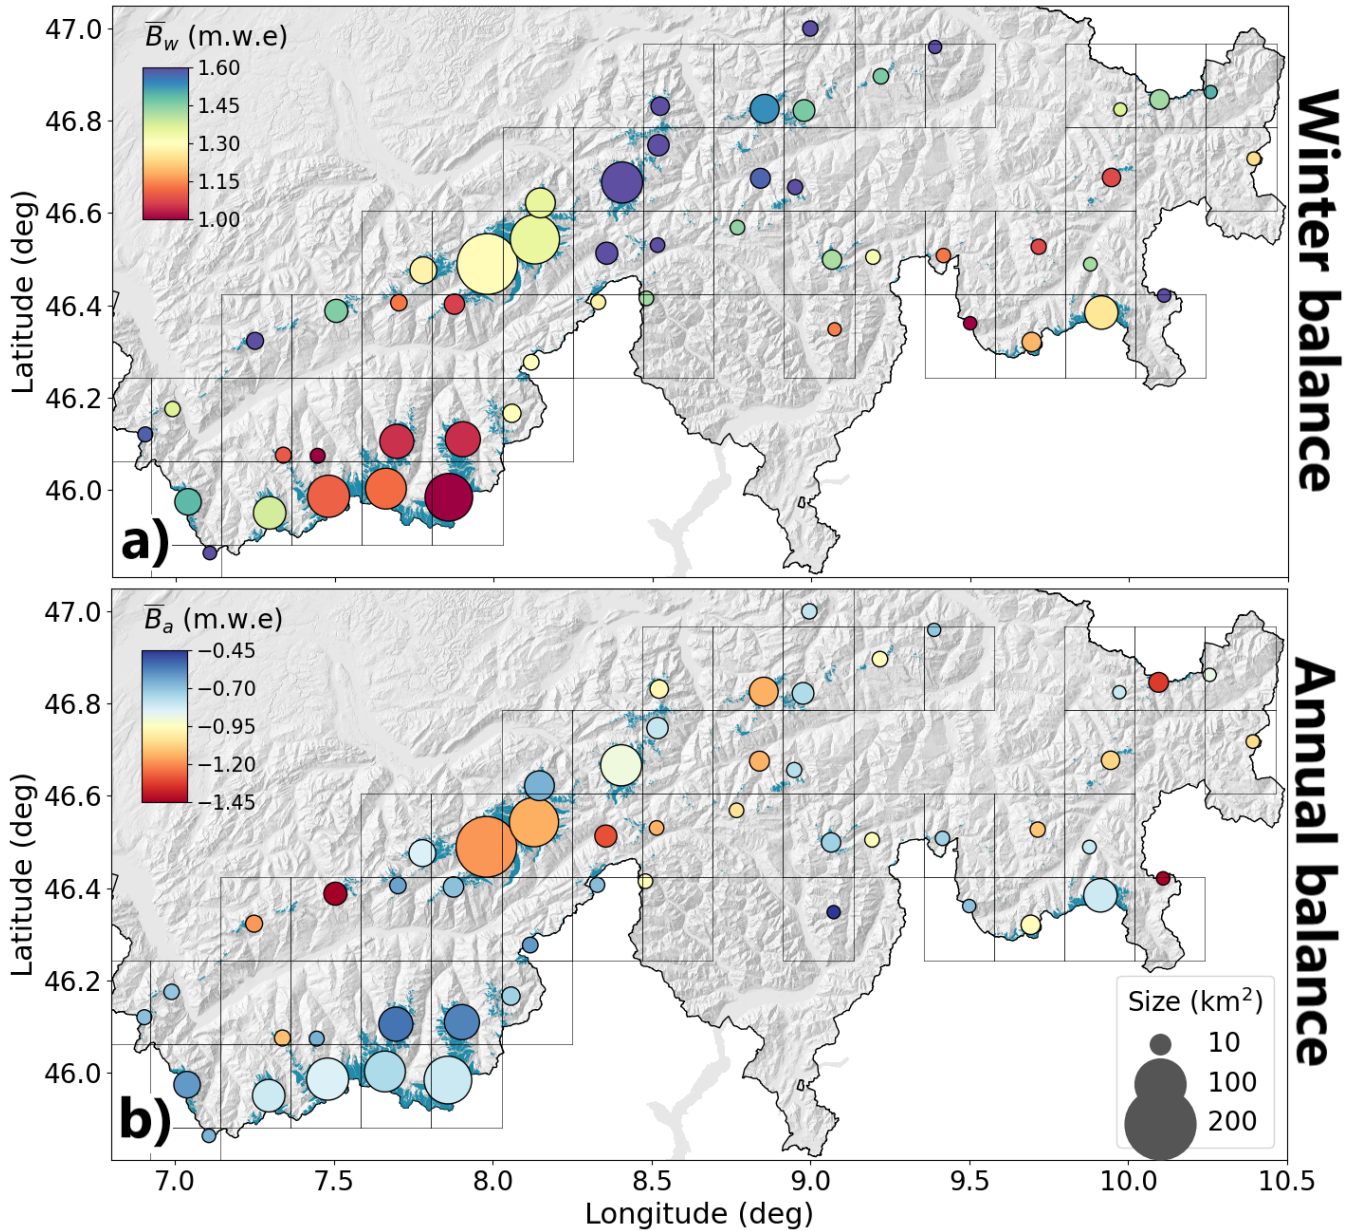 B̅w (m.w.e)
1.60
1.45
1.30
1.15
1.00
47.0
46.8
46.6
46.4
46.2
46.0
Latitude (deg)
a)
Winter balance
B̅a (m.w.e)
−0.45
−0.70
−0.95
−1.20
−1.45
47.0
46.8
46.6
46.4
46.2
46.0
Latitude (deg)
b)
Annual balance
Size (km²)
10
100
200
7.0 7.5 8.0 8.5 9.0 9.5 10.0 10.5
Longitude (deg)